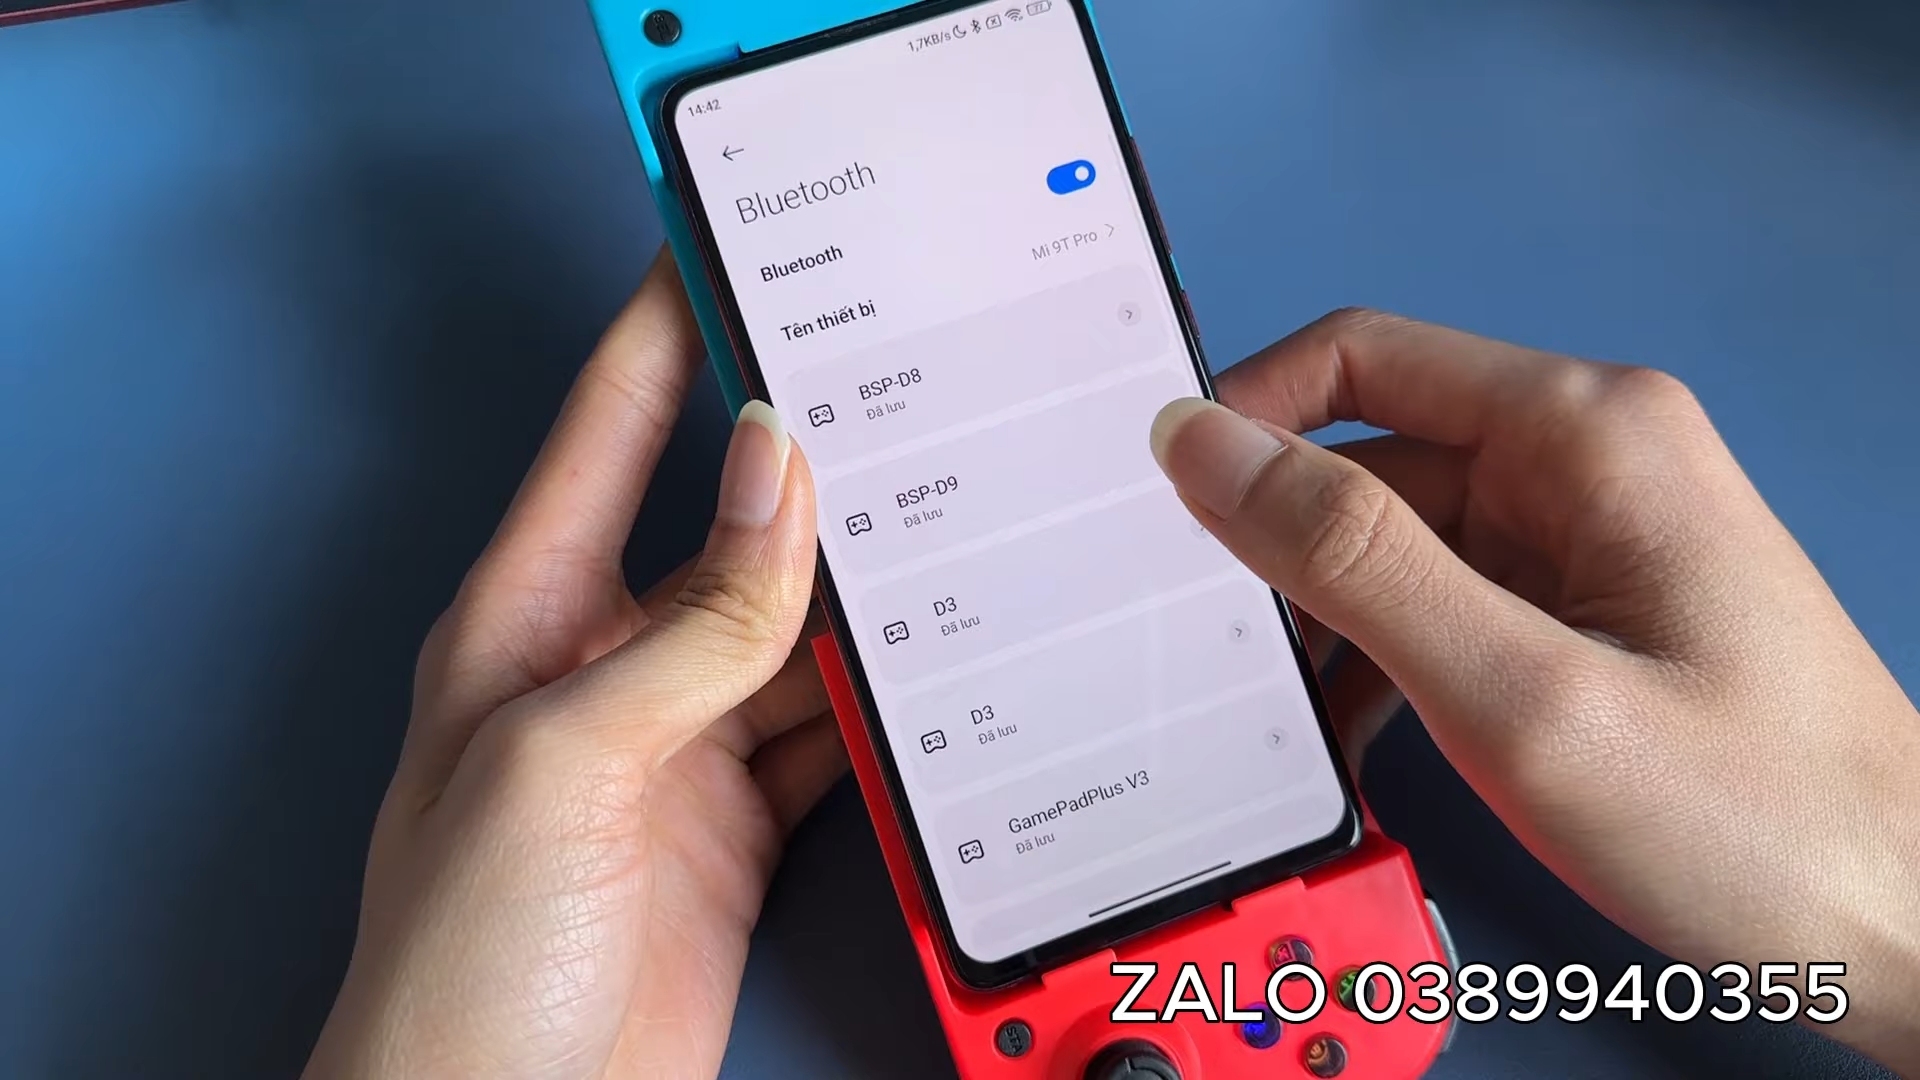 1,7KB/s
14:42
Bluetooth
Bluetooth
Mi 9T Pro
Tên thiết bị
BSP-D8
Đã lưu
BSP-D9
Đã lưu
D3
Đã lưu
D3
Đã lưu
GamePadPlus V3
Đã lưu
ZALO 0389940355
STA